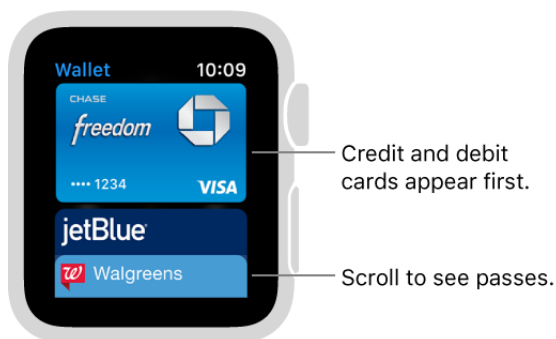 Wallet 10:09
CHASE
freedom
•••• 1234 VISA
Credit and debit
cards appear first.
jetBlue
Walgreens
Scroll to see passes.